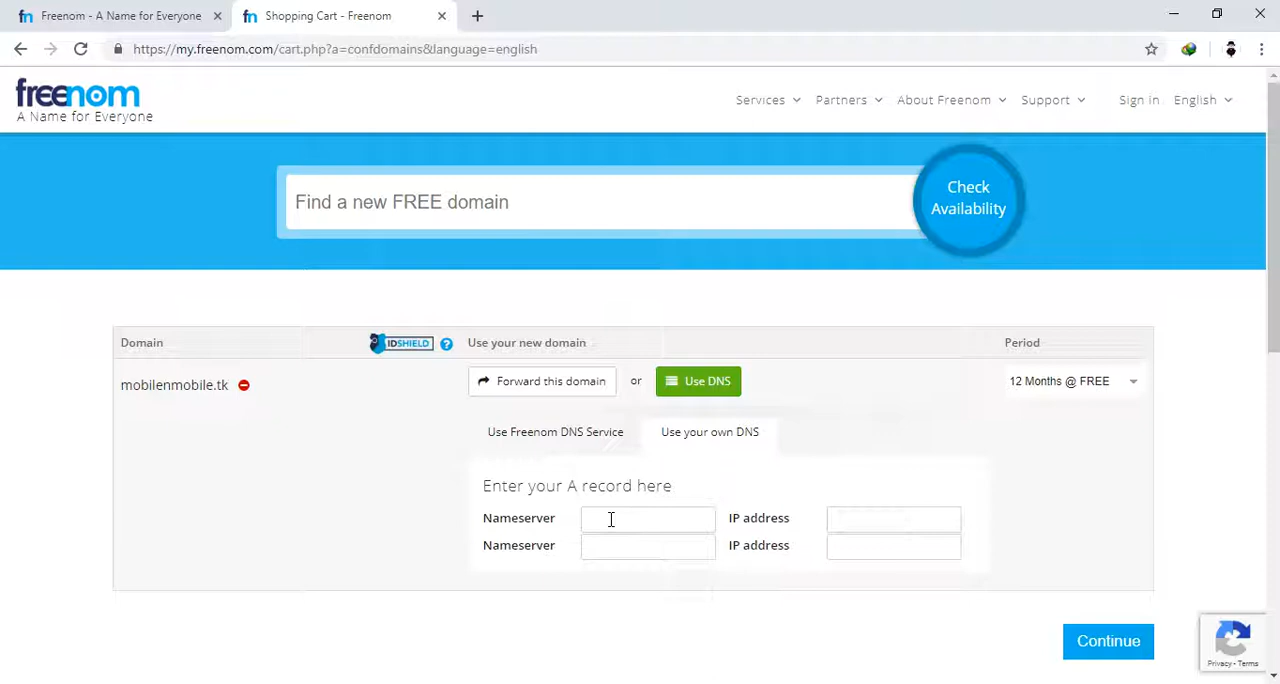 Freenom - A Name for Everyone
Shopping Cart - Freenom
https://my.freenom.com/cart.php?a=confdomains&language=english
freenom
A Name for Everyone
Services
Partners
About Freenom
Support
Sign in
English
Find a new FREE domain
Check
Availability
Domain
IDSHIELD
?
Use your new domain
Period
mobilenmobile.tk
Forward this domain
or
Use DNS
12 Months @ FREE
Use Freenom DNS Service
Use your own DNS
Enter your A record here
Nameserver
IP address
Nameserver
IP address
Continue
Privacy - Terms